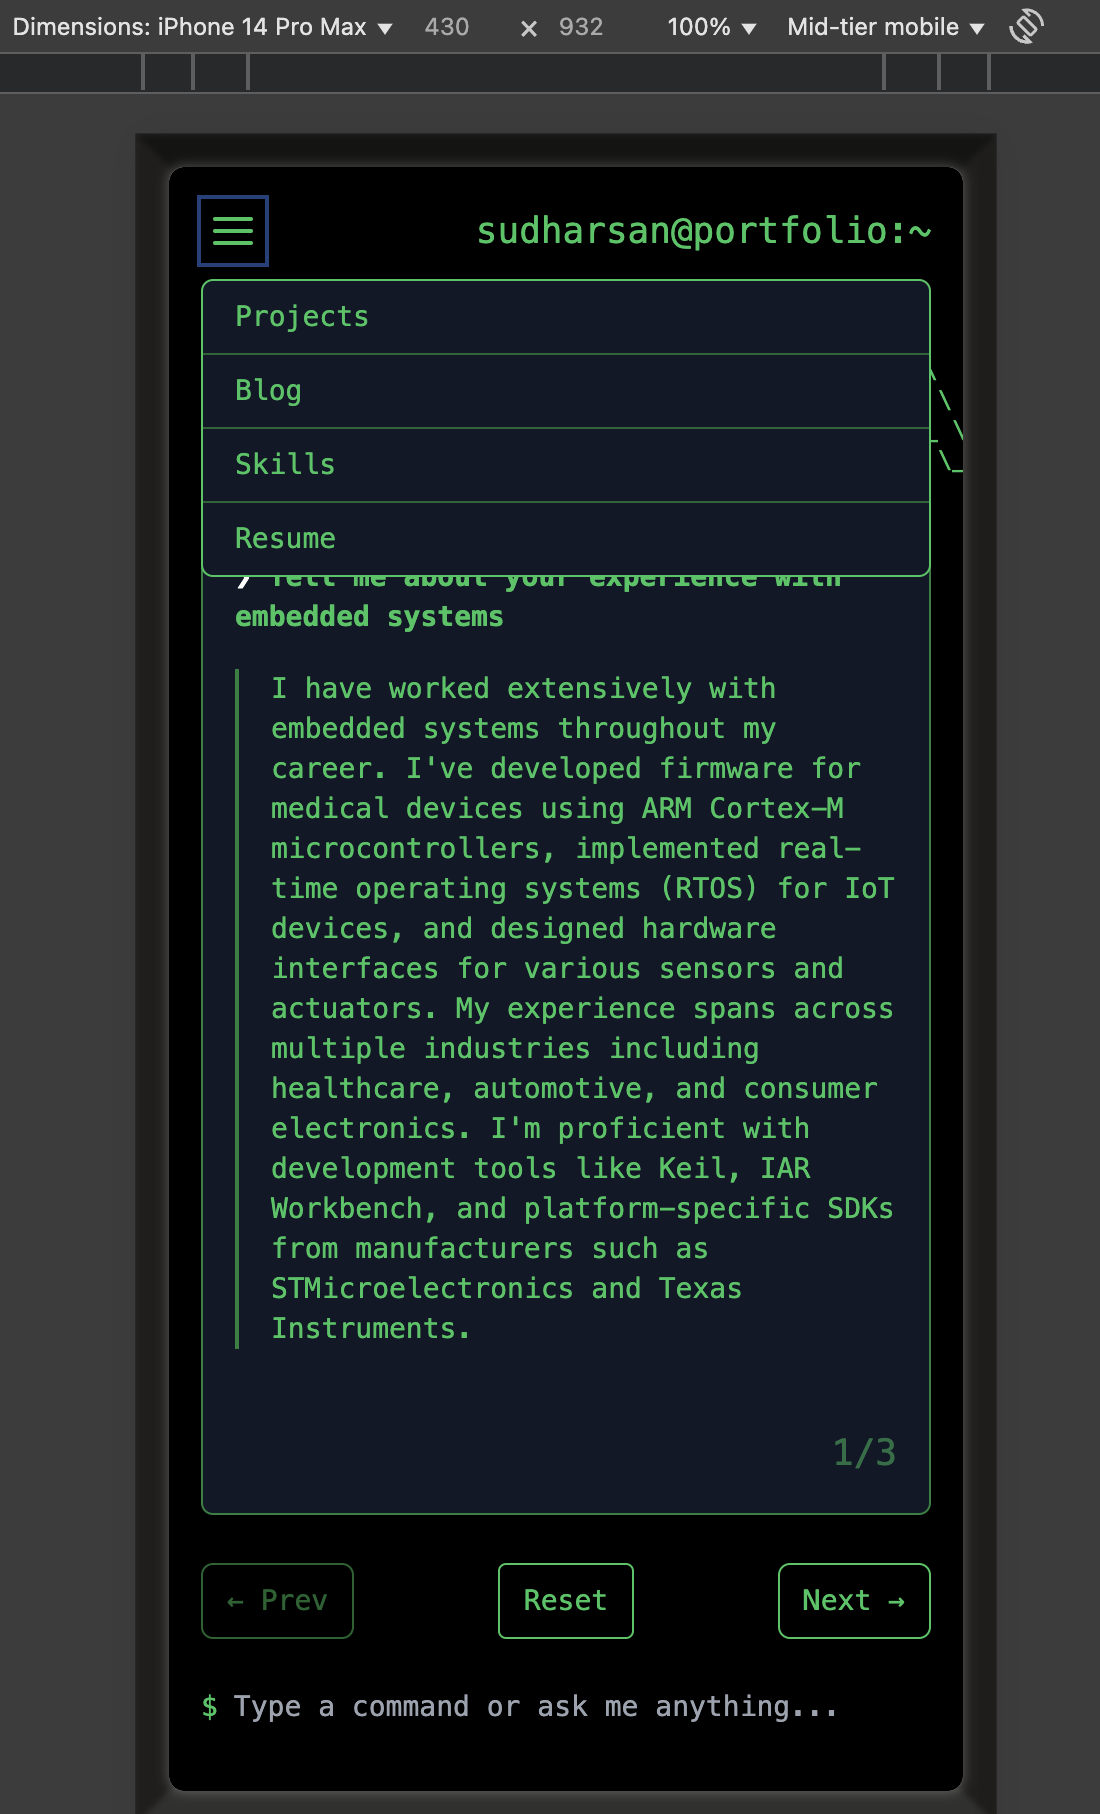 Dimensions: iPhone 14 Pro Max ▼ 430 × 932 100% ▼ Mid-tier mobile ▼
sudharsan@portfolio:~
Projects
Blog
Skills
Resume
❯ Tell me about your experience with
embedded systems
I have worked extensively with
embedded systems throughout my
career. I've developed firmware for
medical devices using ARM Cortex-M
microcontrollers, implemented real-
time operating systems (RTOS) for IoT
devices, and designed hardware
interfaces for various sensors and
actuators. My experience spans across
multiple industries including
healthcare, automotive, and consumer
electronics. I'm proficient with
development tools like Keil, IAR
Workbench, and platform-specific SDKs
from manufacturers such as
STMicroelectronics and Texas
Instruments.
1/3
← Prev Reset Next →
$ Type a command or ask me anything...